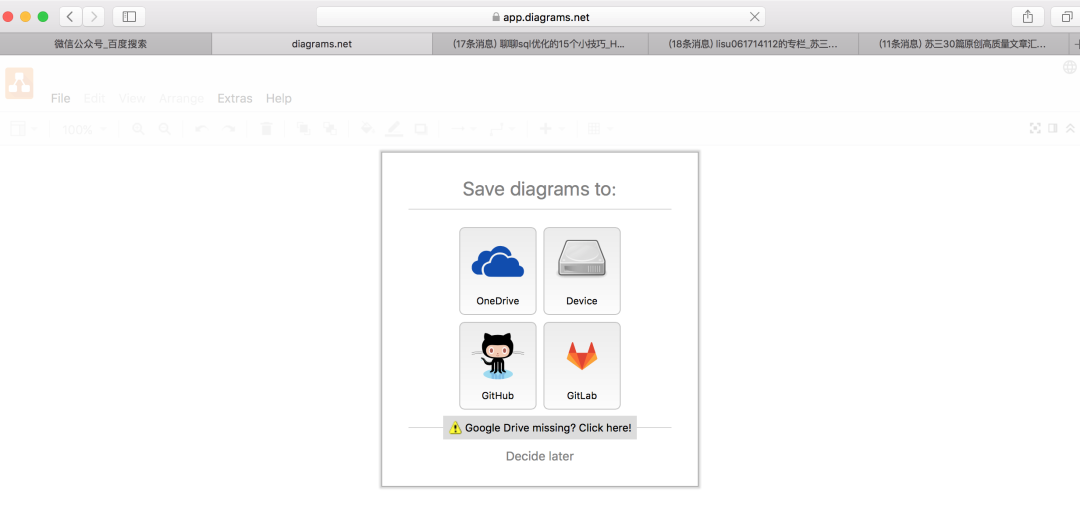 app.diagrams.net
微信公众号_百度搜索
diagrams.net
(17条消息) 聊聊sql优化的15个小技巧_H...
(18条消息) lisu061714112的专栏_苏三...
(11条消息) 苏三30篇原创高质量文章汇...
File Edit View Arrange Extras Help
100%
Save diagrams to:
OneDrive Device
GitHub GitLab
Google Drive missing? Click here!
Decide later